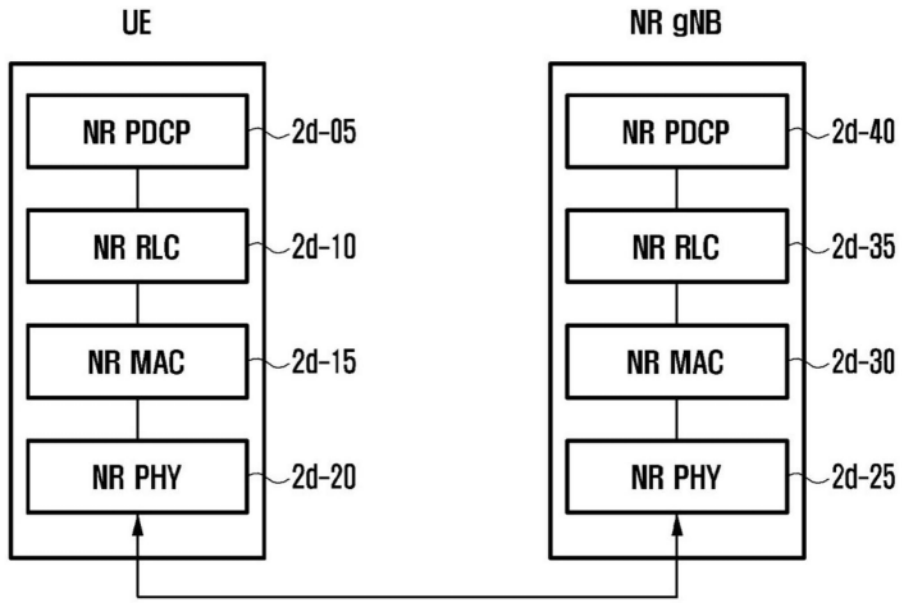 UE NR gNB
NR PDCP 2d-05 NR PDCP 2d-40
NR RLC 2d-10 NR RLC 2d-35
NR MAC 2d-15 NR MAC 2d-30
NR PHY 2d-20 NR PHY 2d-25